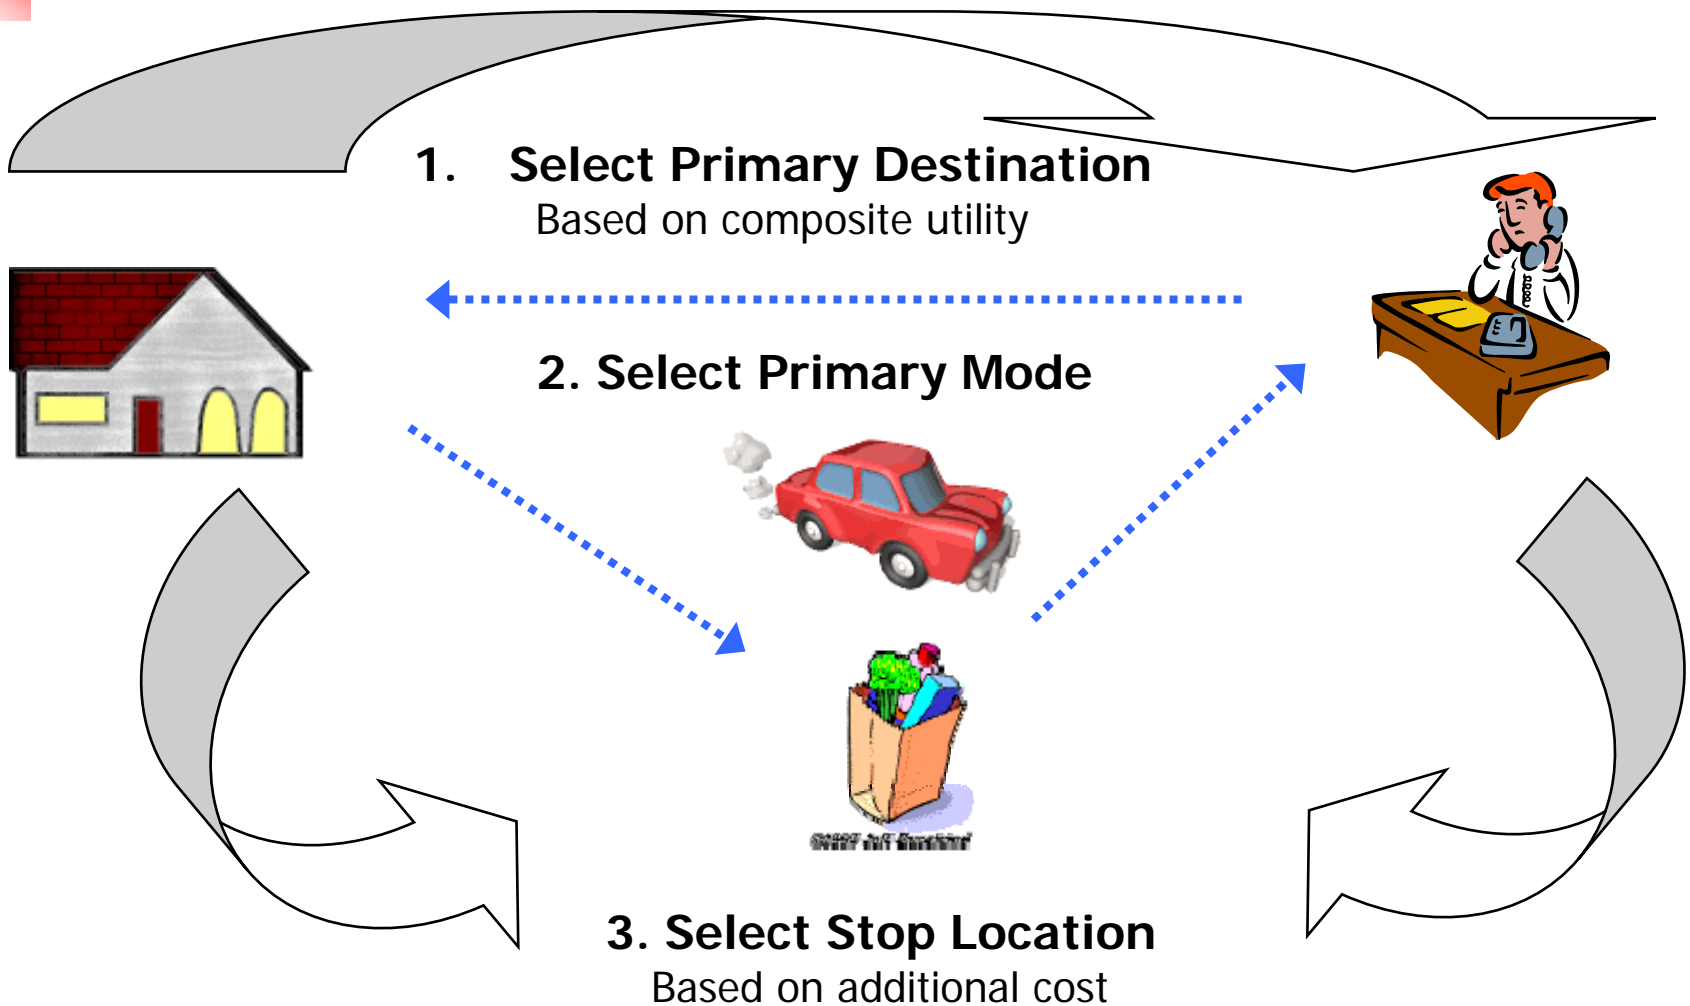 1. Select Primary Destination
Based on composite utility
2. Select Primary Mode
3. Select Stop Location
Based on additional cost